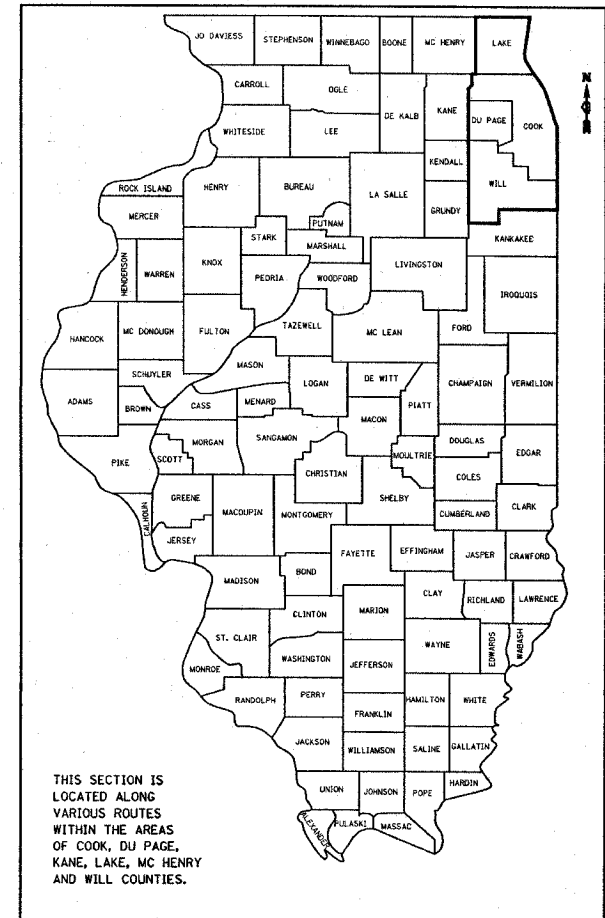 JO DAVIESS STEPHENSON WINNEBAGO BOONE MC HENRY LAKE
CARROLL OGLE DE KALB KANE DU PAGE COOK
WHITESIDE LEE KENDALL WILL
ROCK ISLAND HENRY BUREAU LA SALLE GRUNDY
MERCER PUTNAM KANKAKEE
HENDERSON WARREN KNOX STARK MARSHALL LIVINGSTON
PEORIA WOODFORD IROQUOIS
HANCOCK MC DONOUGH FULTON TAZEWELL MC LEAN FORD
SCHUYLER MASON LOGAN DE WITT CHAMPAIGN VERMILION
ADAMS BROWN CASS MENARD PIATT
MACON
PIKE SCOTT MORGAN SANGAMON MOULTRIE DOUGLAS EDGAR
CHRISTIAN COLES
CALHOUN GREENE MACOUPIN MONTGOMERY SHELBY CUMBERLAND CLARK
JERSEY FAYETTE EFFINGHAM JASPER CRAWFORD
MADISON BOND CLAY RICHLAND LAWRENCE
CLINTON MARION
ST. CLAIR WAYNE EDWARDS WABASH
MONROE WASHINGTON JEFFERSON
RANDOLPH PERRY HAMILTON WHITE
FRANKLIN
JACKSON WILLIAMSON SALINE GALLATIN
UNION JOHNSON POPE HARDIN
ALEXANDER PULASKI MASSAC
THIS SECTION IS
LOCATED ALONG
VARIOUS ROUTES
WITHIN THE AREAS
OF COOK, DU PAGE,
KANE, LAKE, MC HENRY
AND WILL COUNTIES.